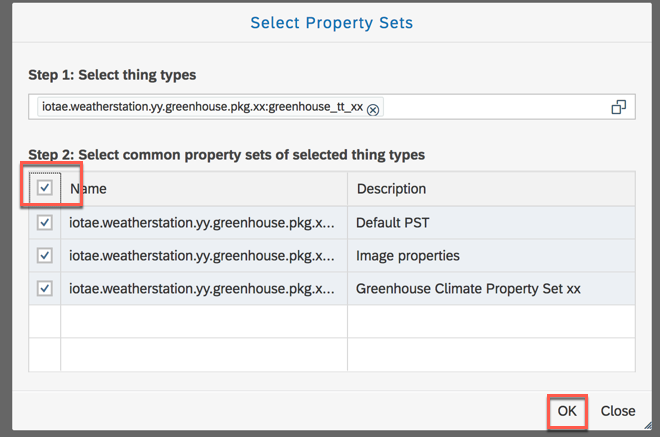 Select Property Sets
Step 1: Select thing types
iotae.weatherstation.yy.greenhouse.pkg.xx:greenhouse_tt_xx
Step 2: Select common property sets of selected thing types
Name Description
iotae.weatherstation.yy.greenhouse.pkg.x... Default PST
iotae.weatherstation.yy.greenhouse.pkg.x... Image properties
iotae.weatherstation.yy.greenhouse.pkg.x... Greenhouse Climate Property Set xx
OK Close